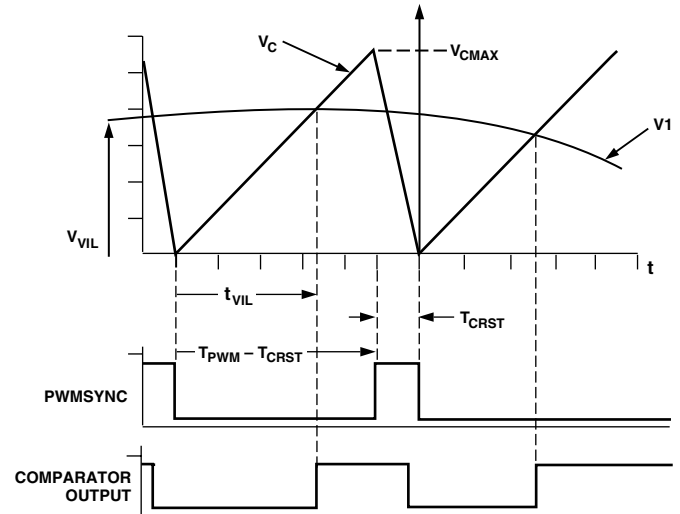 V_C
V_CMAX
V1
V_VIL
t
t_VIL
T_CRST
T_PWM – T_CRST
PWMSYNC
COMPARATOR
OUTPUT